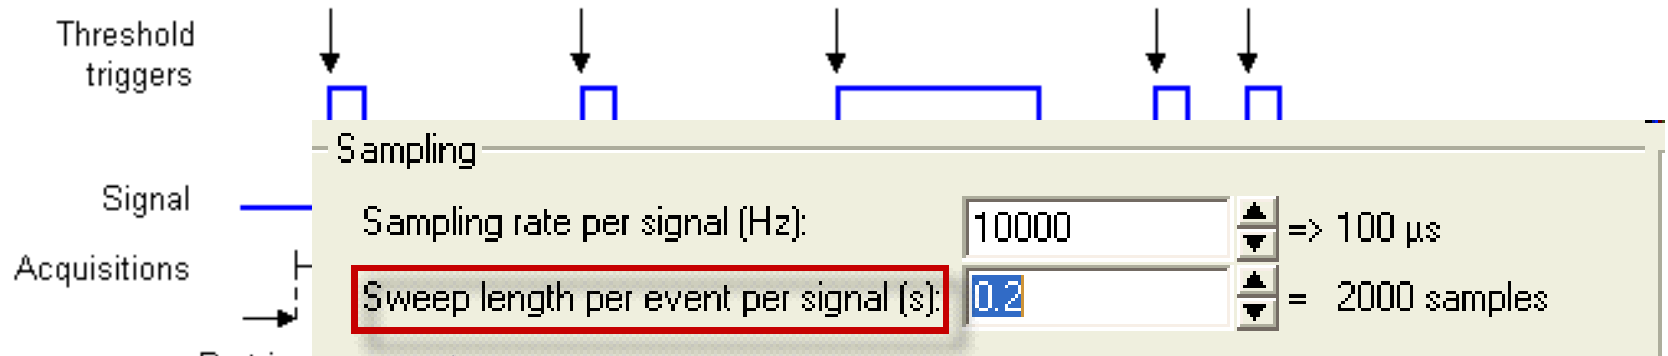 Threshold
triggers
Sampling
Signal
Sampling rate per signal (Hz): 10000 => 100 µs
Acquisitions
Sweep length per event per signal (s): 0.2 = 2000 samples